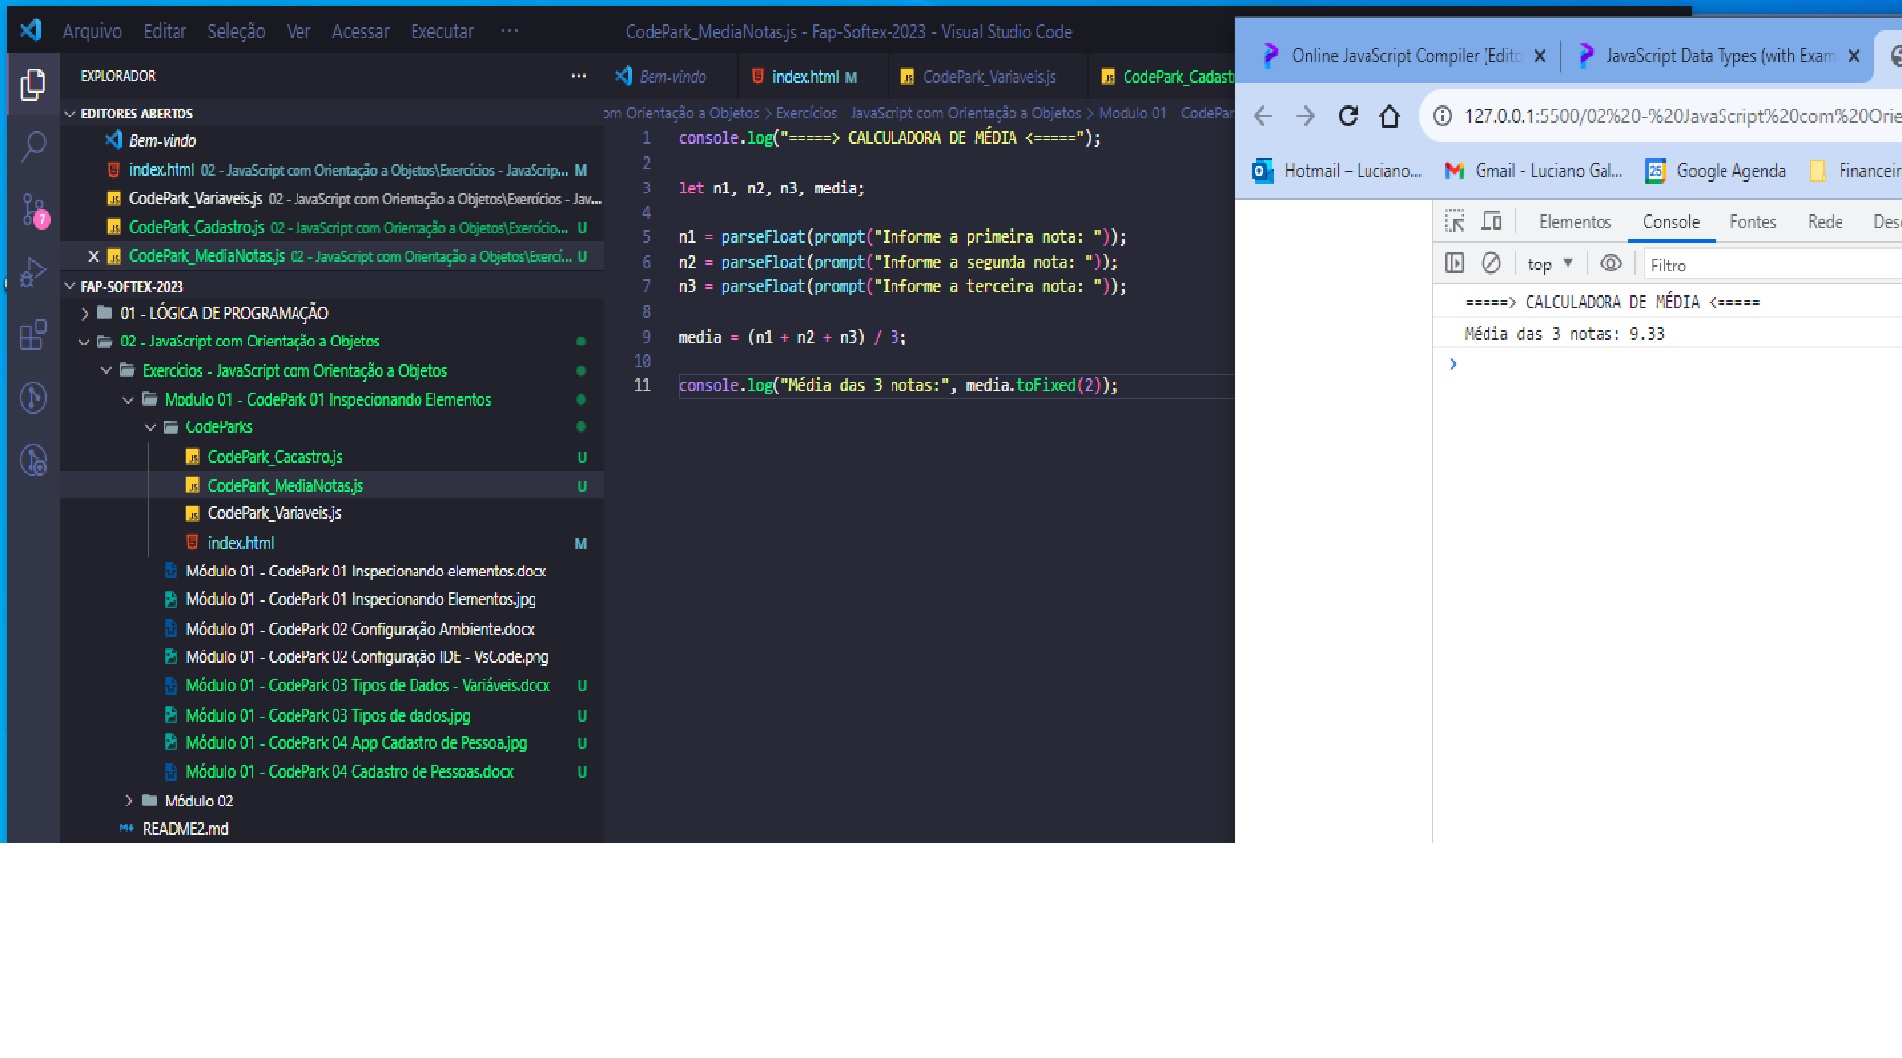 Arquivo Editar Seleção Ver Acessar Executar ···
CodePark_MediaNotas.js - Fap-Softex-2023 - Visual Studio Code
EXPLORADOR ···
EDITORES ABERTOS
Bem-vindo
index.html 02 - JavaScript com Orientação a Objetos\Exercícios - JavaScrip... M
CodePark_Variaveis.js 02 - JavaScript com Orientação a Objetos\Exercícios - Jav...
CodePark_Cadastro.js 02 - JavaScript com Orientação a Objetos\Exercício... U
X CodePark_MediaNotas.js 02 - JavaScript com Orientação a Objetos\Exercí... U
7
FAP-SOFTEX-2023
01 - LÓGICA DE PROGRAMAÇÃO
02 - JavaScript com Orientação a Objetos
Exercícios - JavaScript com Orientação a Objetos
Modulo 01 - CodePark 01 Inspecionando Elementos
CodeParks
CodePark_Cadastro.js U
CodePark_MediaNotas.js U
CodePark_Variaveis.js
index.html M
Módulo 01 - CodePark 01 Inspecionando elementos.docx
Módulo 01 - CodePark 01 Inspecionando Elementos.jpg
Módulo 01 - CodePark 02 Configuração Ambiente.docx
Módulo 01 - CodePark 02 Configuração IDE - VsCode.png
Módulo 01 - CodePark 03 Tipos de Dados - Variáveis.docx U
Módulo 01 - CodePark 03 Tipos de dados.jpg U
Módulo 01 - CodePark 04 App Cadastro de Pessoa.jpg U
Módulo 01 - CodePark 04 Cadastro de Pessoas.docx U
Módulo 02
README2.md
Bem-vindo index.html M CodePark_Variaveis.js CodePark_Cadast
om Orientação a Objetos > Exercícios JavaScript com Orientação a Objetos > Modulo 01 CodePar
1 console.log("=====> CALCULADORA DE MÉDIA <=====");
2
3 let n1, n2, n3, media;
4
5 n1 = parseFloat(prompt("Informe a primeira nota: "));
6 n2 = parseFloat(prompt("Informe a segunda nota: "));
7 n3 = parseFloat(prompt("Informe a terceira nota: "));
8
9 media = (n1 + n2 + n3) / 3;
10
11 console.log("Média das 3 notas:", media.toFixed(2));
Online JavaScript Compiler [Edito JavaScript Data Types (with Exam
127.0.0.1:5500/02%20-%20JavaScript%20com%20Orie
Hotmail – Luciano... Gmail - Luciano Gal... 25 Google Agenda Financeir
Elementos Console Fontes Rede Des
top Filtro
=====> CALCULADORA DE MÉDIA <=====
Média das 3 notas: 9.33
>